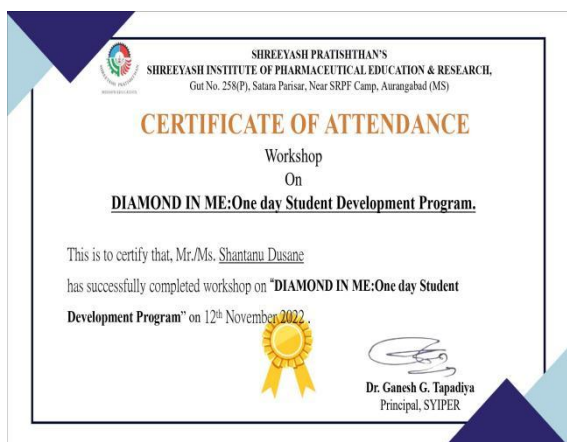 SHREEYASH PRATISHTHAN'S
SHREEYASH INSTITUTE OF PHARMACEUTICAL EDUCATION & RESEARCH,
Gut No. 258(P), Satara Parisar, Near SRPF Camp, Aurangabad (MS)
CERTIFICATE OF ATTENDANCE
Workshop
On
DIAMOND IN ME:One day Student Development Program.
This is to certify that, Mr./Ms. Shantanu Dusane
has successfully completed workshop on "DIAMOND IN ME:One day Student
Development Program" on 12th November 2022 .
Dr. Ganesh G. Tapadiya
Principal, SYIPER